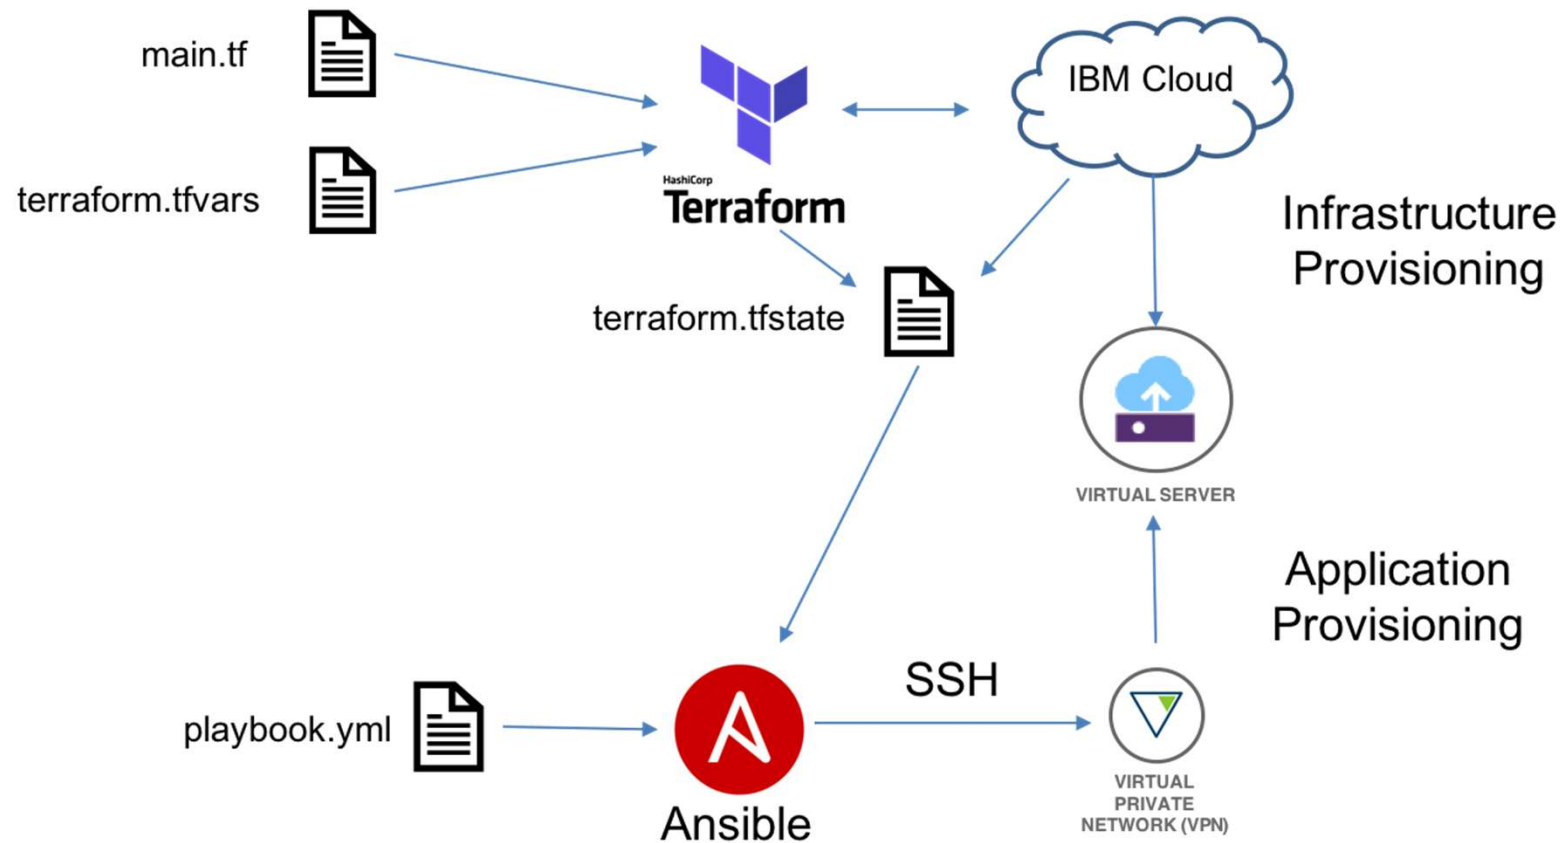 main.tf
IBM Cloud
terraform.tfvars
HashiCorp
Terraform
Infrastructure
Provisioning
terraform.tfstate
VIRTUAL SERVER
Application
Provisioning
SSH
playbook.yml
Ansible
VIRTUAL
PRIVATE
NETWORK (VPN)